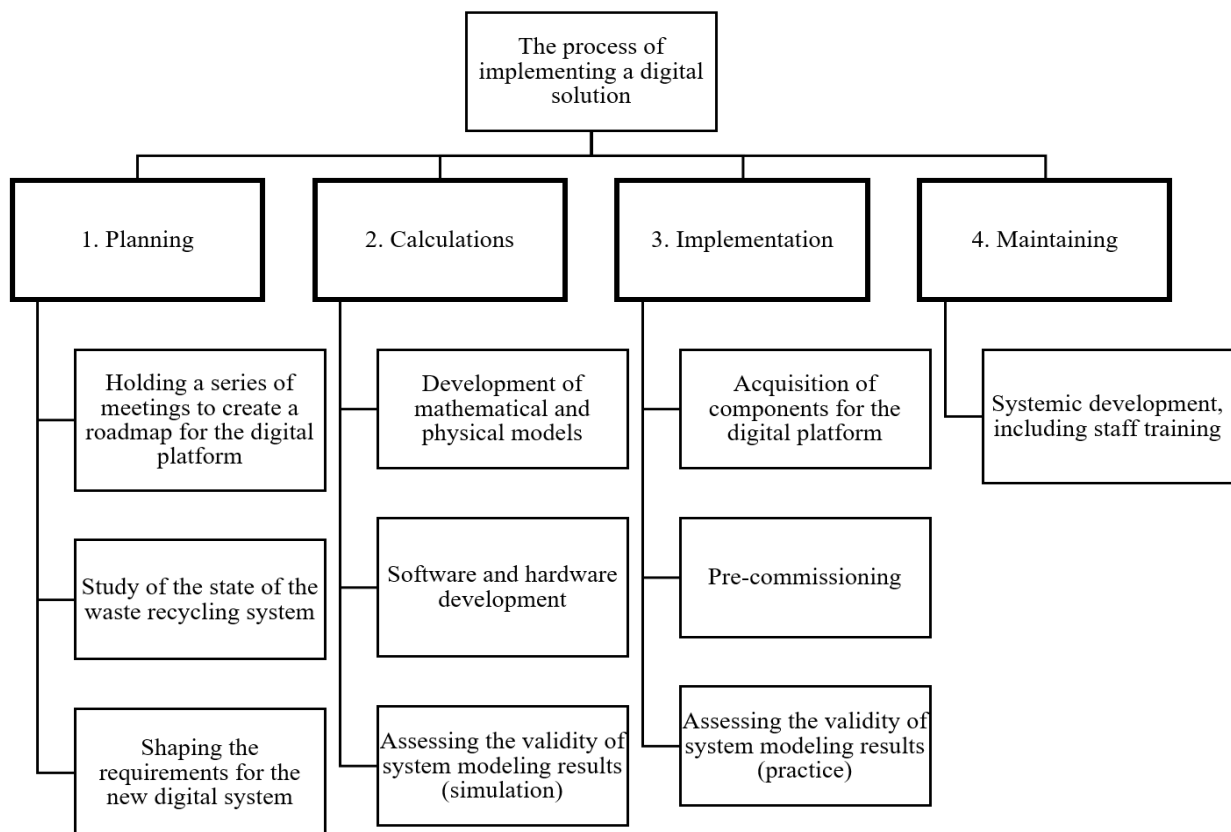 The process of
implementing a digital
solution
1. Planning
2. Calculations
3. Implementation
4. Maintaining
Holding a series of
meetings to create a
roadmap for the digital
platform
Study of the state of the
waste recycling system
Shaping the
requirements for the
new digital system
Development of
mathematical and
physical models
Software and hardware
development
Assessing the validity of
system modeling results
(simulation)
Acquisition of
components for the
digital platform
Pre-commissioning
Assessing the validity of
system modeling results
(practice)
Systemic development,
including staff training